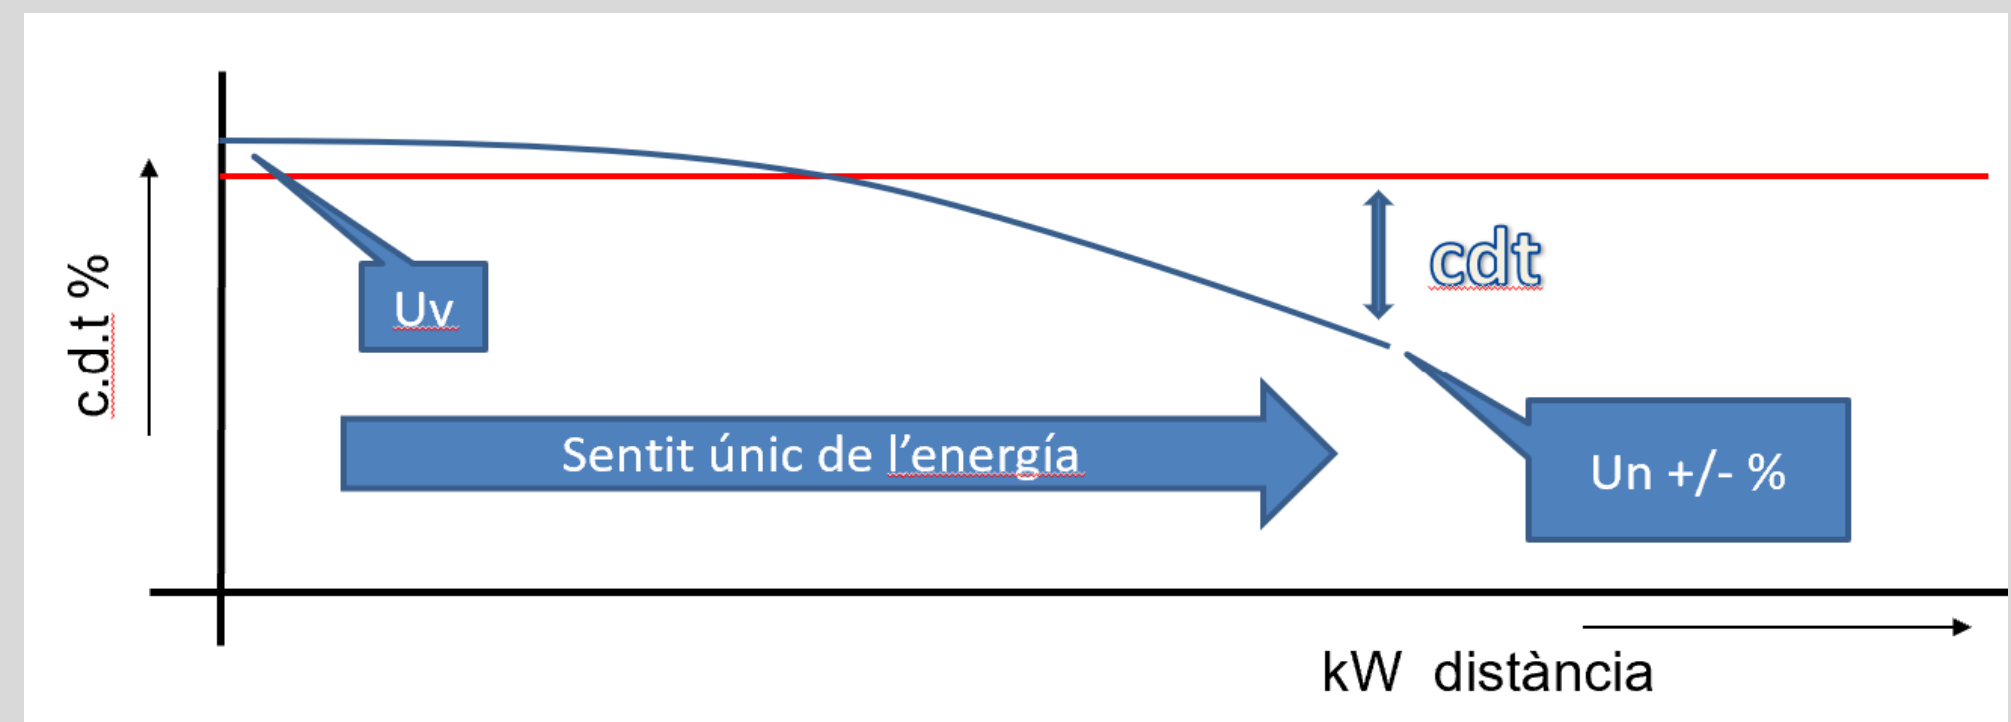 c.d.t %
Uv
cdt
Sentit únic de l’energía
Un +/- %
kW distància